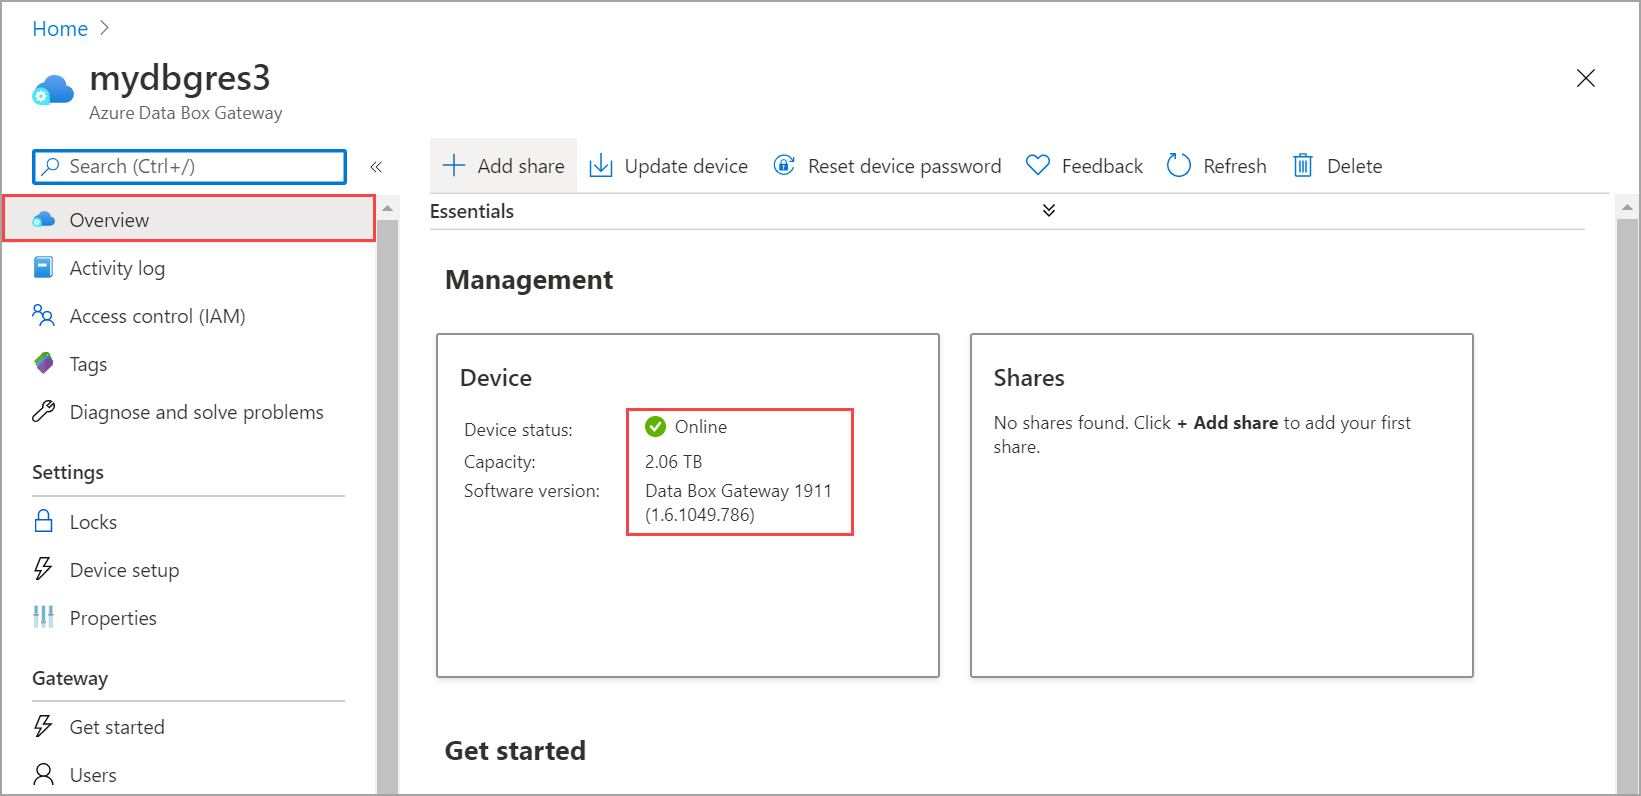 Home
mydbgres3
Azure Data Box Gateway
Search (Ctrl+/)
Overview
Activity log
Access control (IAM)
Tags
Diagnose and solve problems
Settings
Locks
Device setup
Properties
Gateway
Get started
Users
Add share
Update device
Reset device password
Feedback
Refresh
Delete
Essentials
Management
Device
Device status: Online
Capacity: 2.06 TB
Software version: Data Box Gateway 1911
(1.6.1049.786)
Shares
No shares found. Click + Add share to add your first
share.
Get started